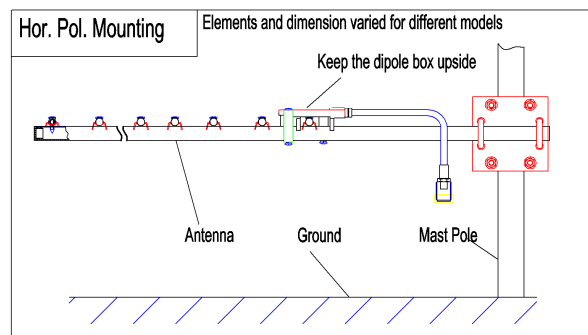 Hor. Pol. Mounting
Elements and dimension varied for different models
Keep the dipole box upside
Antenna
Ground
Mast Pole